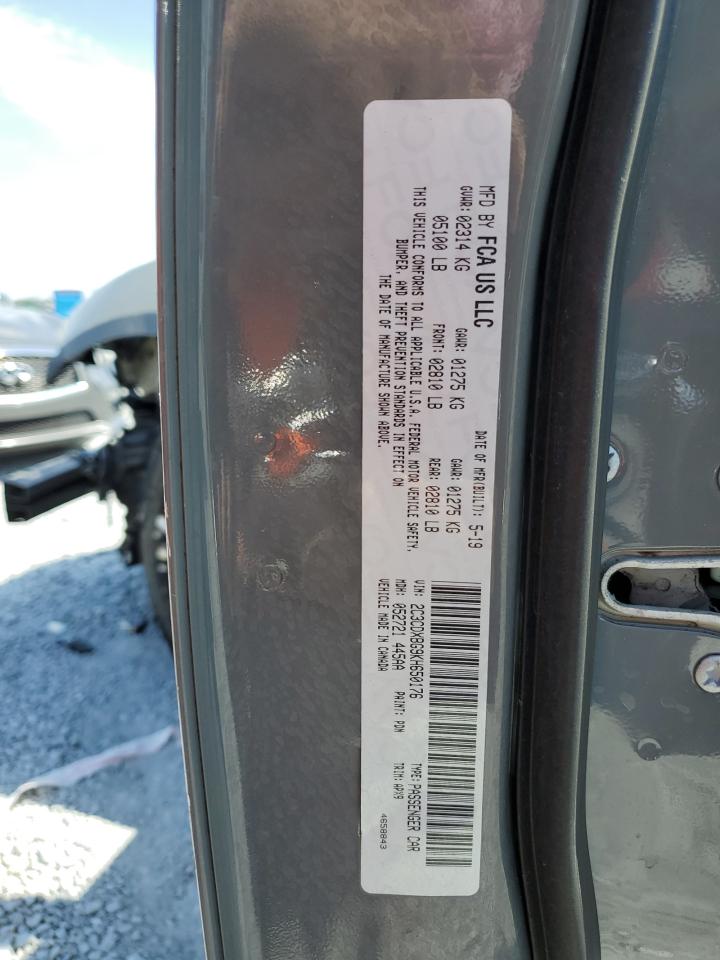 MFD BY FCA US LLC
DATE OF MFR(BUILT): 5-19
GVWR: 02314 KG
GAWR: 01275 KG
GAWR: 01275 KG
05100 LB
FRONT: 02810 LB
REAR: 02810 LB
THIS VEHICLE CONFORMS TO ALL APPLICABLE U.S.A. FEDERAL MOTOR VEHICLE SAFETY,
BUMPER, AND THEFT PREVENTION STANDARDS IN EFFECT ON
THE DATE OF MANUFACTURE SHOWN ABOVE.
VIN: 2C3CDXBG9KH650176
TYPE: PASSENGER CAR
MDH: 052721 445AA
PAINT: PDN
TRIM: APX9
VEHICLE MADE IN CANADA
4658843